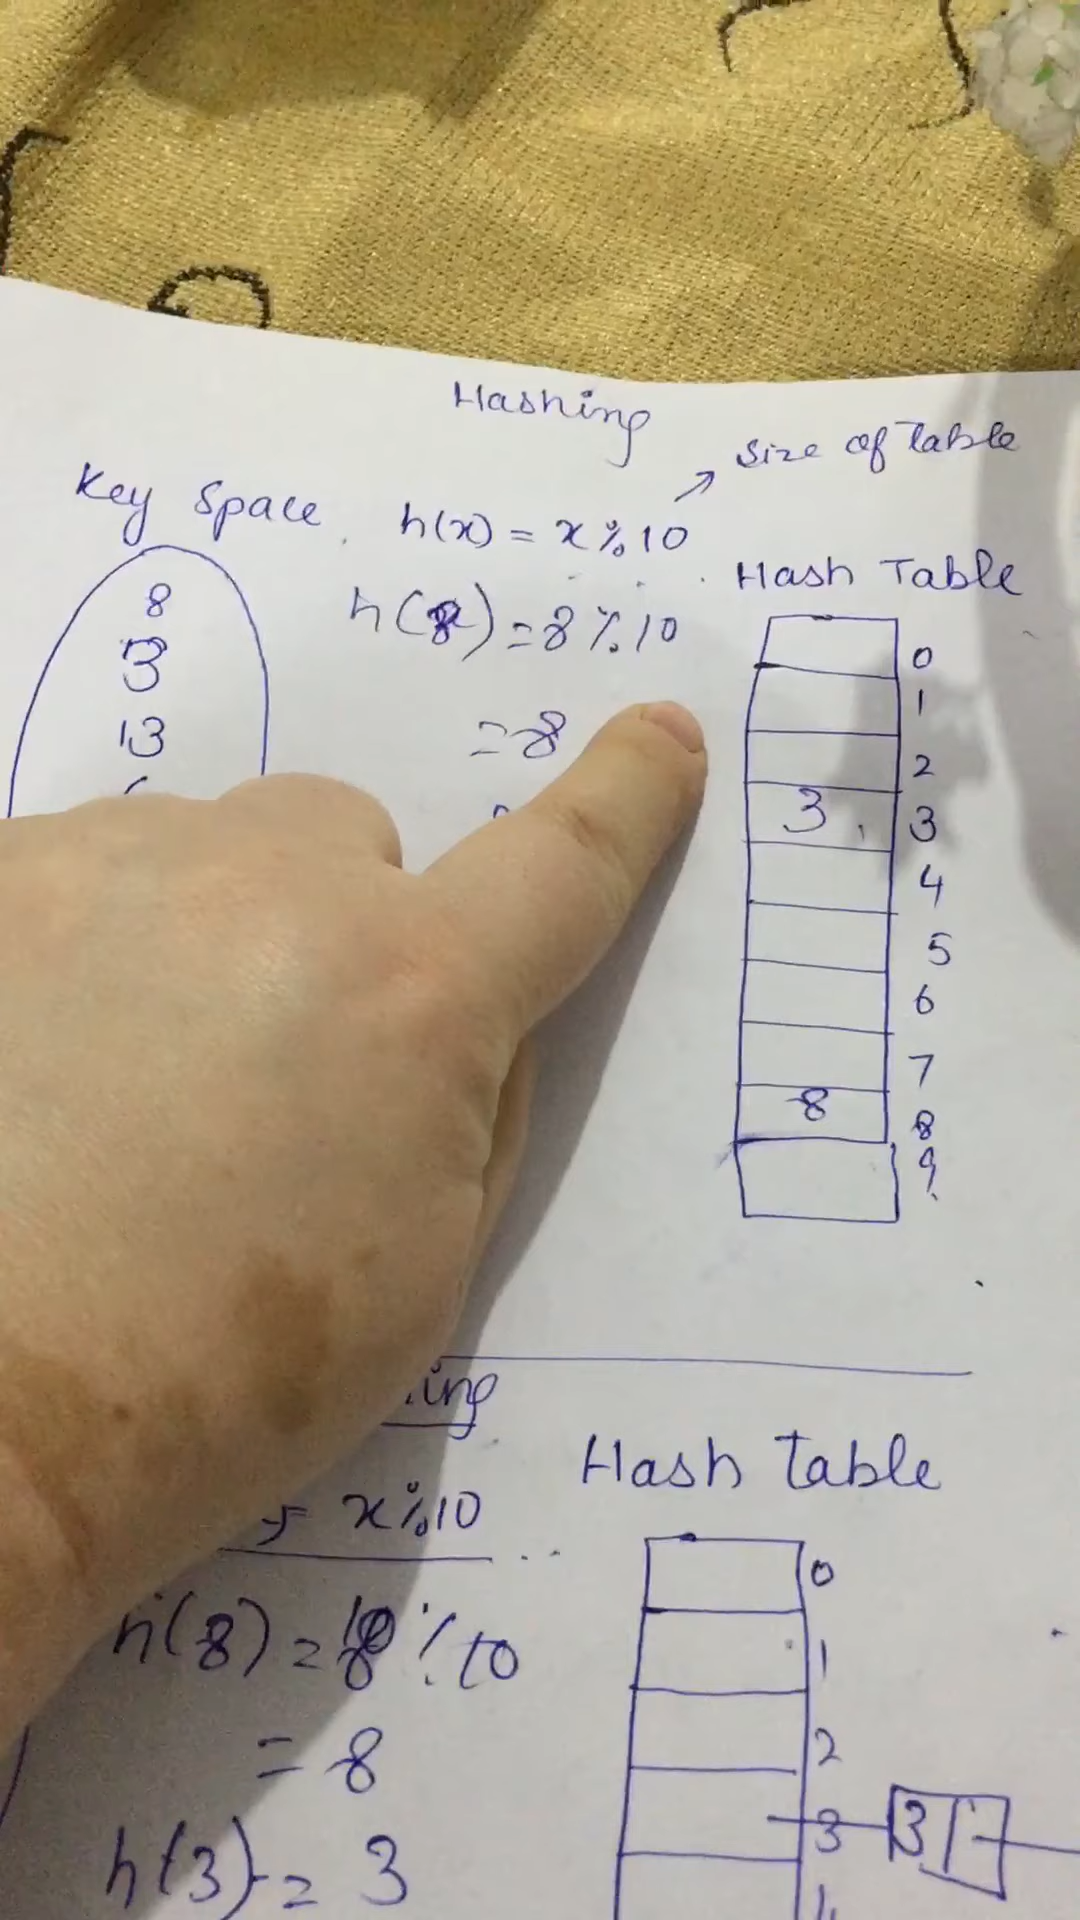 Hashing
size of Table
Key Space
h(x) = x % 10
Hash Table
8
3
13
h(8) = 8 % 10
= 8
0
1
2
3 3
4
5
6
7
8 8
9
Hash table
x % 10
h(8) = 8 % 10
= 8
h(3) = 3
0
1
2
3 3